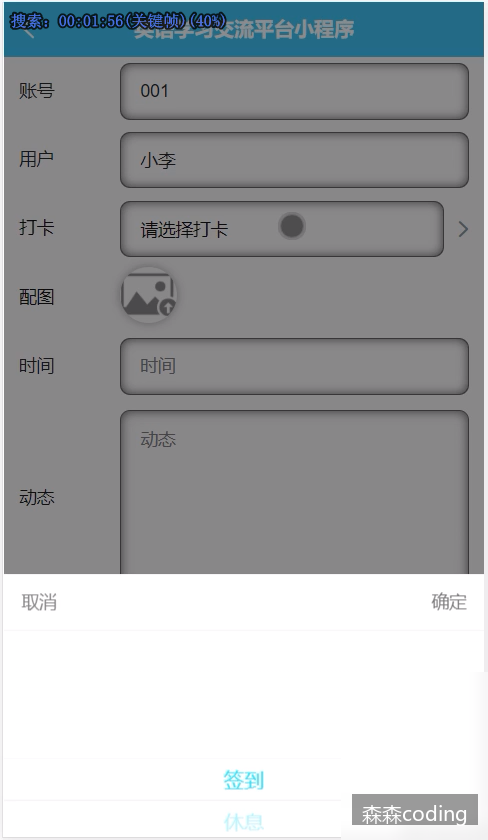 搜索：00:01:56(关键帧)(40%)
英语学习交流平台小程序
账号 001
用户 小李
打卡 请选择打卡
配图
时间 时间
动态
动态
取消 确定
签到
休息
森森coding